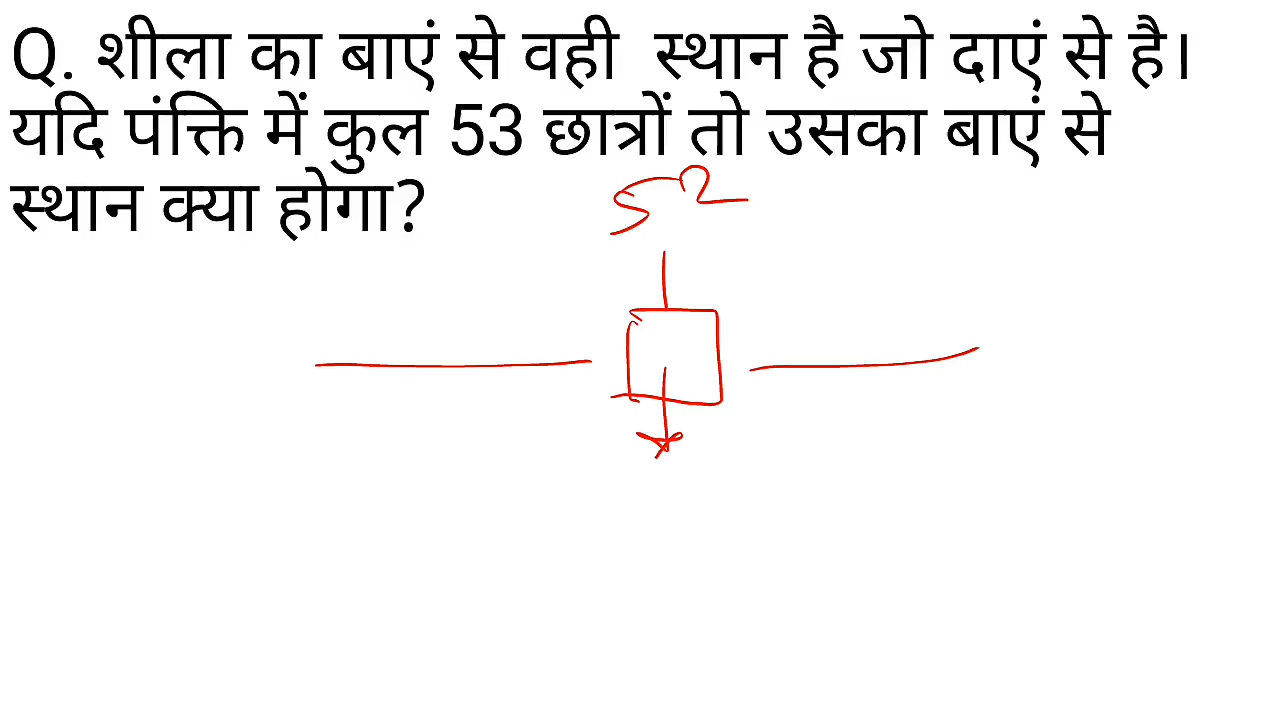 Q. शीला का बाएं से वही स्थान है जो दाएं से है।
यदि पंक्ति में कुल 53 छात्रों तो उसका बाएं से
स्थान क्या होगा?
52